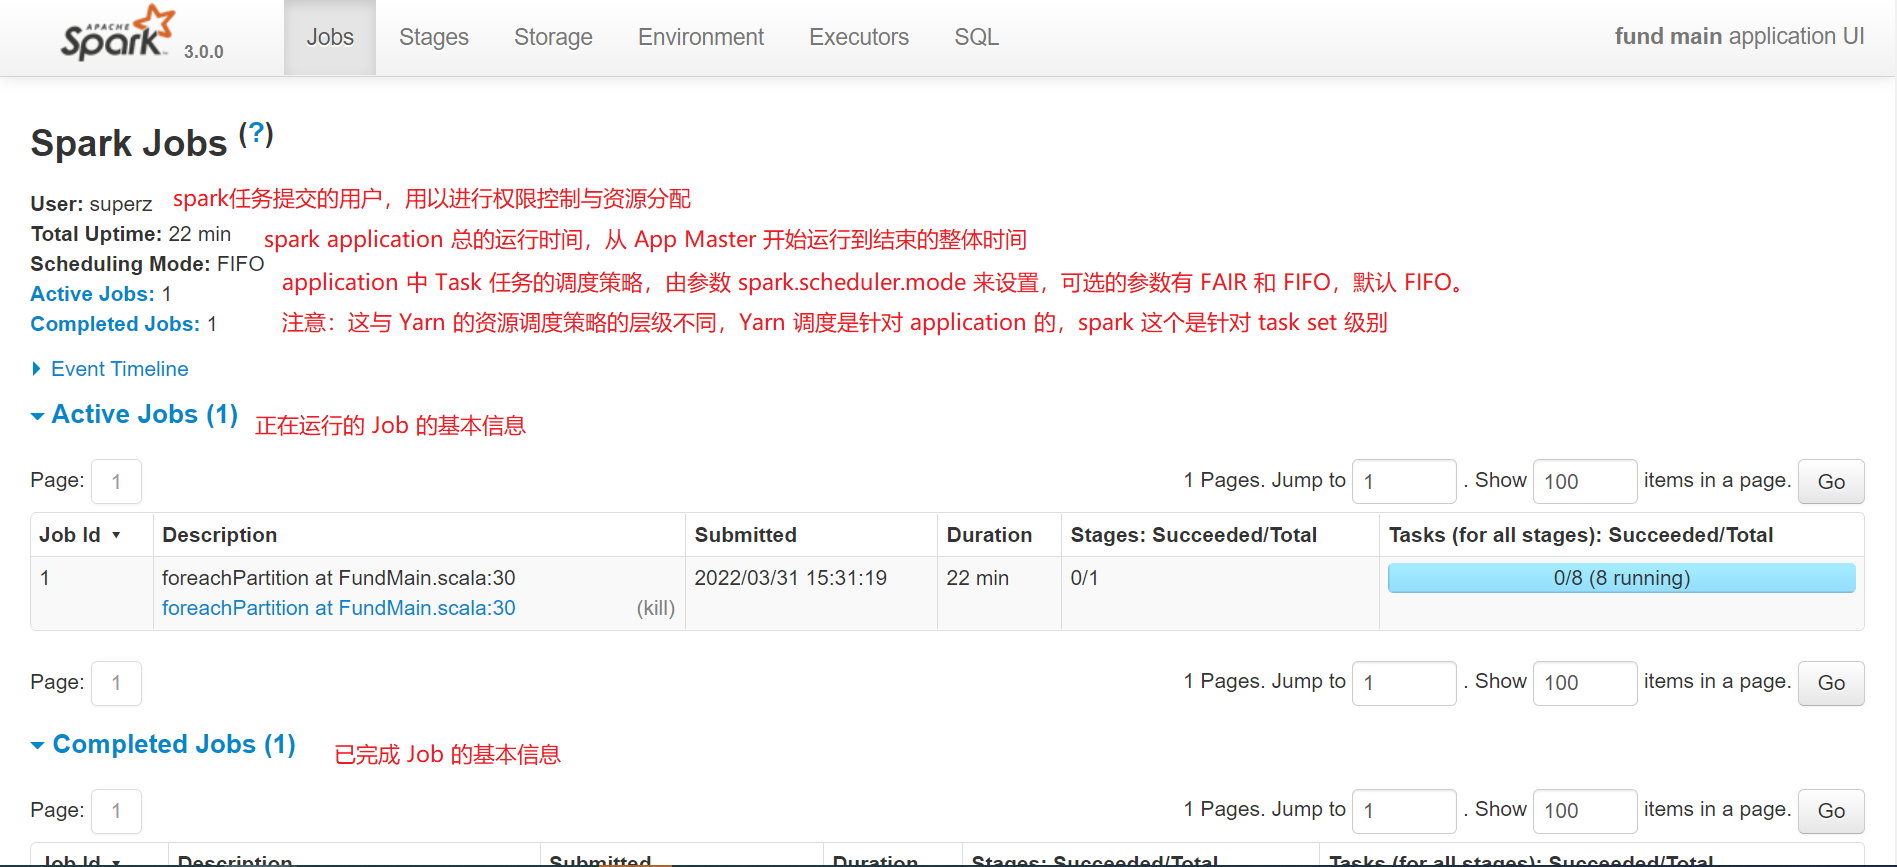 APACHE Spark 3.0.0 Jobs Stages Storage Environment Executors SQL fund main application UI
Spark Jobs (?)
User: superz spark任务提交的用户，用以进行权限控制与资源分配
Total Uptime: 22 min spark application 总的运行时间，从 App Master 开始运行到结束的整体时间
Scheduling Mode: FIFO
application 中 Task 任务的调度策略，由参数 spark.scheduler.mode 来设置，可选的参数有 FAIR 和 FIFO，默认 FIFO。
Active Jobs: 1
Completed Jobs: 1 注意：这与 Yarn 的资源调度策略的层级不同，Yarn 调度是针对 application 的，spark 这个是针对 task set 级别
Event Timeline
Active Jobs (1) 正在运行的 Job 的基本信息
Page: 1 1 Pages. Jump to 1 . Show 100 items in a page. Go
Job Id Description Submitted Duration Stages: Succeeded/Total Tasks (for all stages): Succeeded/Total
1 foreachPartition at FundMain.scala:30 2022/03/31 15:31:19 22 min 0/1 0/8 (8 running)
foreachPartition at FundMain.scala:30 (kill)
Page: 1 1 Pages. Jump to 1 . Show 100 items in a page. Go
Completed Jobs (1) 已完成 Job 的基本信息
Page: 1 1 Pages. Jump to 1 . Show 100 items in a page. Go
Job Id Description Submitted Duration Stages: Succeeded/Total Tasks (for all stages): Succeeded/Total